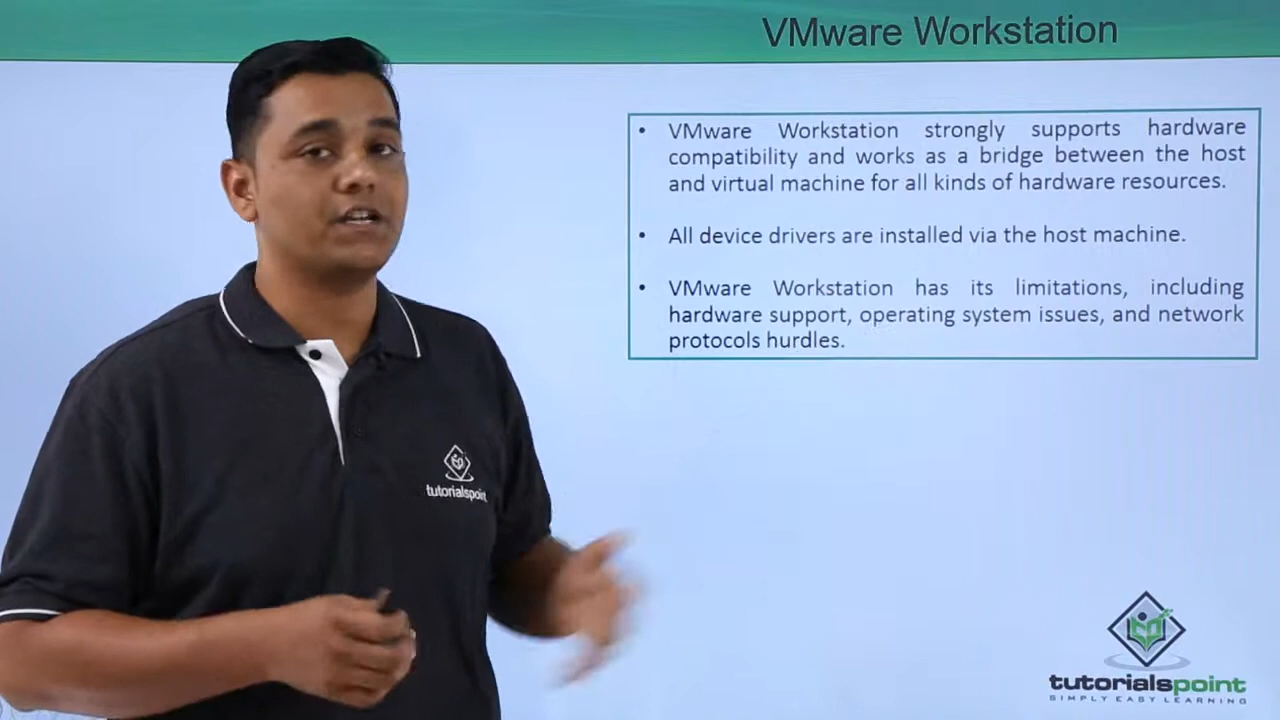 VMware Workstation
• VMware Workstation strongly supports hardware
compatibility and works as a bridge between the host
and virtual machine for all kinds of hardware resources.
• All device drivers are installed via the host machine.
• VMware Workstation has its limitations, including
hardware support, operating system issues, and network
protocols hurdles.
tutorialspoint
tutorialspoint
SIMPLY EASY LEARNING